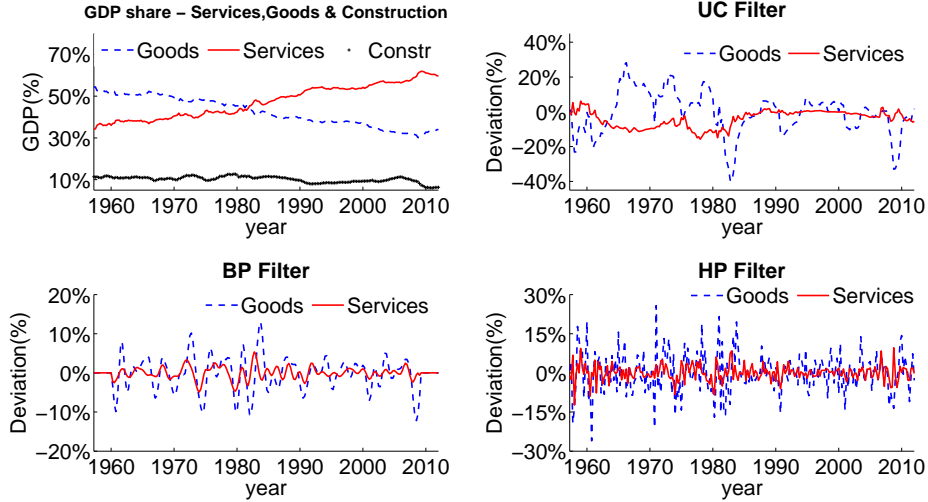 GDP share − Services,Goods & Construction
70%
50%
30%
10%
GDP(%)
Goods
Services
Constr
1960 1970 1980 1990 2000 2010
year
UC Filter
40%
20%
0%
−20%
−40%
Deviation(%)
Goods
Services
1960 1970 1980 1990 2000 2010
year
BP Filter
20%
10%
0%
−10%
−20%
Deviation(%)
Goods
Services
1960 1970 1980 1990 2000 2010
year
HP Filter
30%
15%
0%
−15%
−30%
Deviation(%)
Goods
Services
1960 1970 1980 1990 2000 2010
year